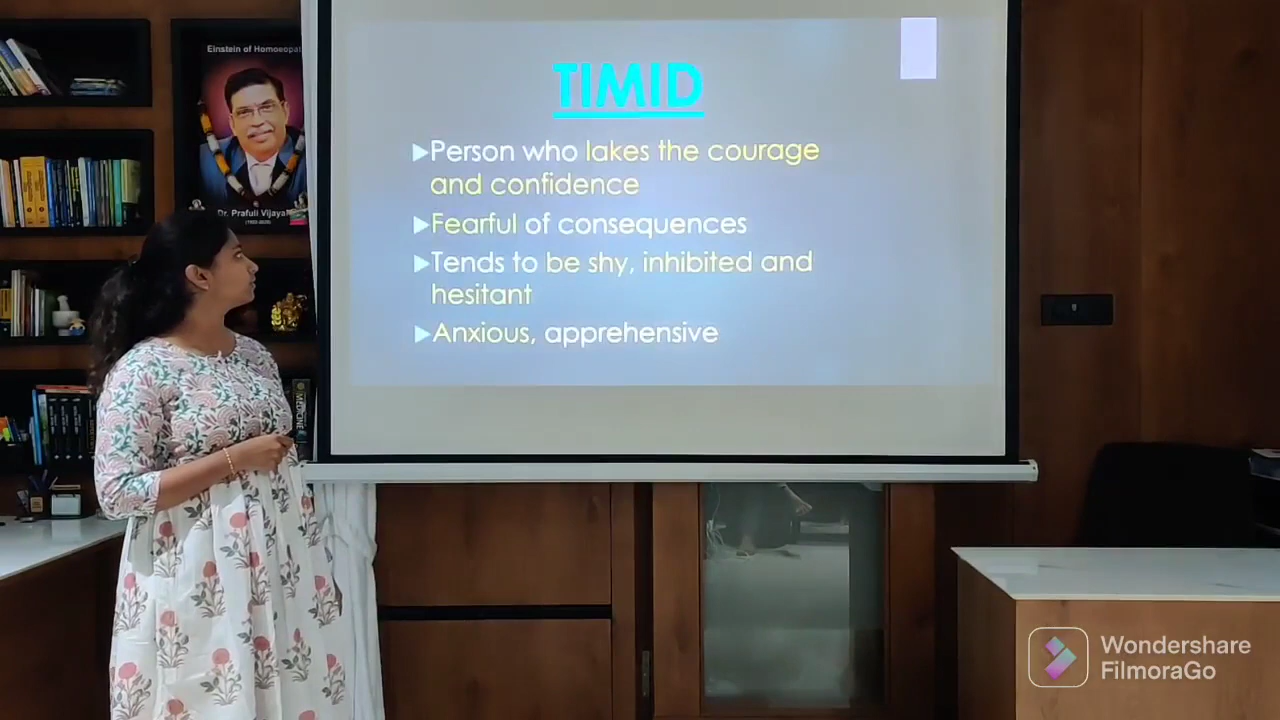 Einstein of Homoeopat
Dr. Prafull Vijaya
TIMID
Person who lakes the courage
and confidence
Fearful of consequences
Tends to be shy, inhibited and
hesitant
Anxious, apprehensive
MEDICINE
Wondershare
FilmoraGo